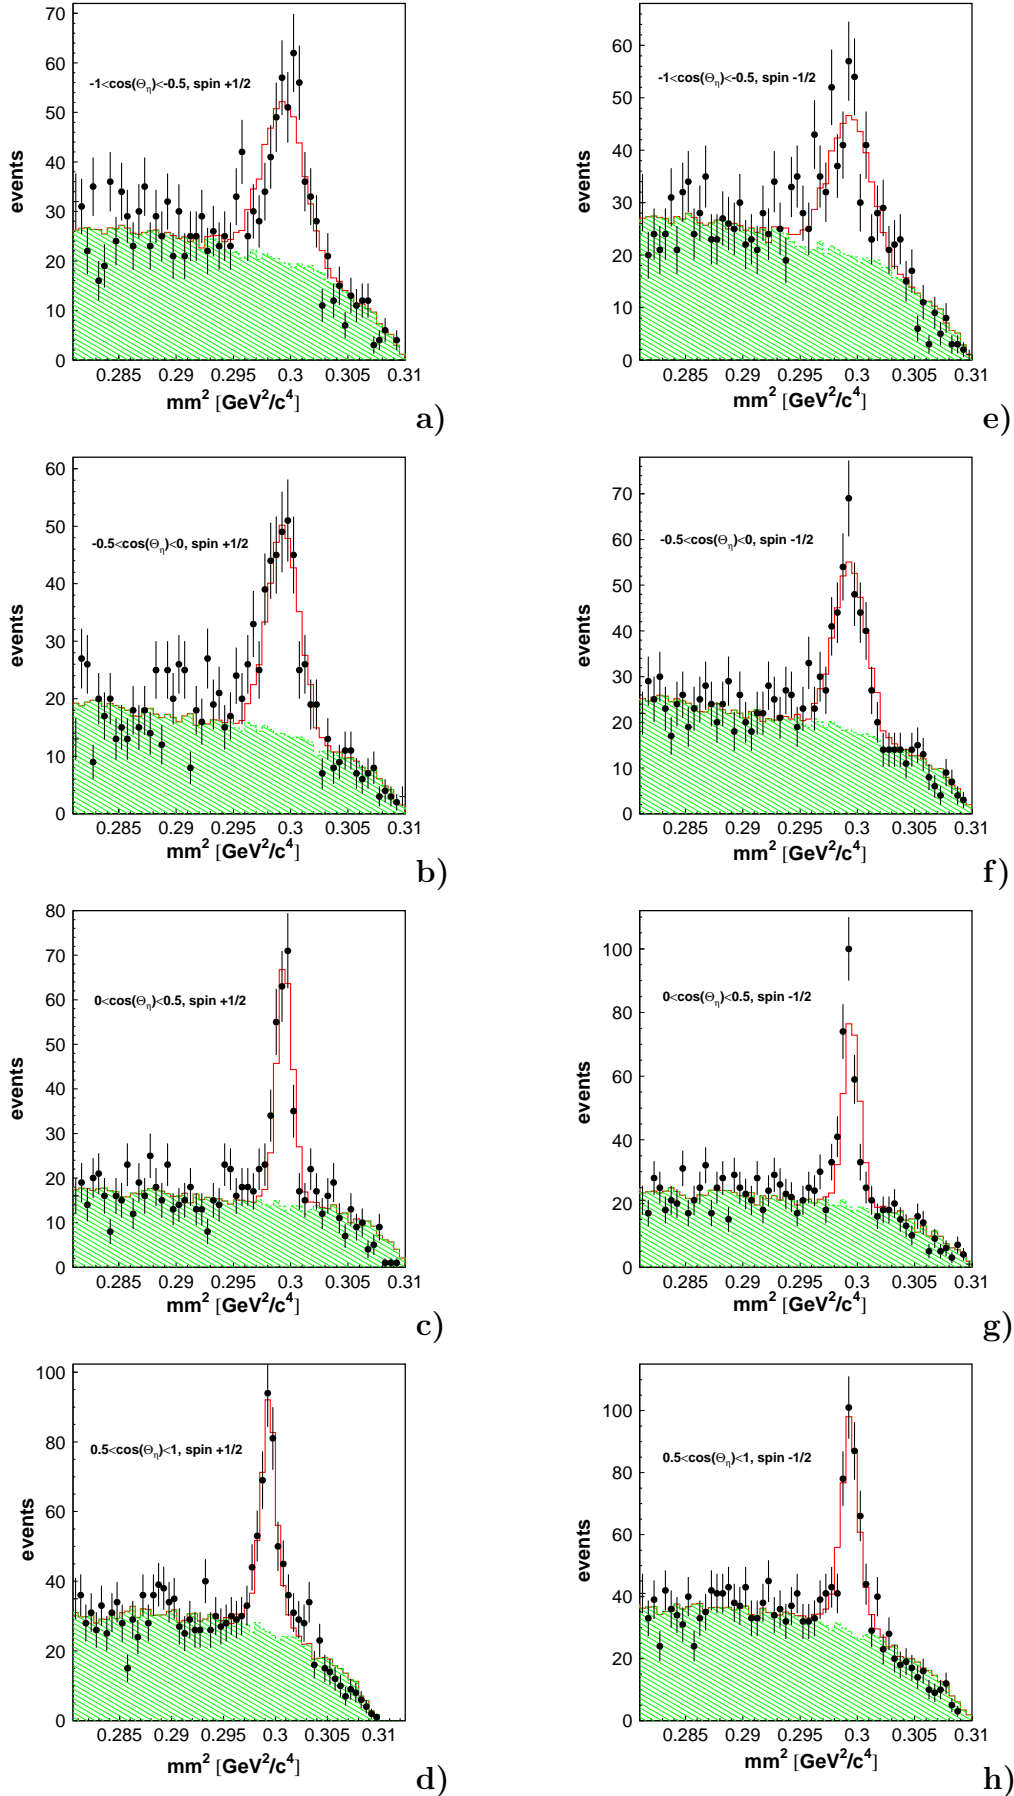 70
60
50
40
30
20
10
0
events
-1<cos(Θη)<-0.5, spin +1/2
0.285 0.29 0.295 0.3 0.305 0.31
mm² [GeV²/c⁴]
a)
60
50
40
30
20
10
0
events
-1<cos(Θη)<-0.5, spin -1/2
0.285 0.29 0.295 0.3 0.305 0.31
mm² [GeV²/c⁴]
e)
60
50
40
30
20
10
0
events
-0.5<cos(Θη)<0, spin +1/2
0.285 0.29 0.295 0.3 0.305 0.31
mm² [GeV²/c⁴]
b)
70
60
50
40
30
20
10
0
events
-0.5<cos(Θη)<0, spin -1/2
0.285 0.29 0.295 0.3 0.305 0.31
mm² [GeV²/c⁴]
f)
80
70
60
50
40
30
20
10
0
events
0<cos(Θη)<0.5, spin +1/2
0.285 0.29 0.295 0.3 0.305 0.31
mm² [GeV²/c⁴]
c)
100
80
60
40
20
0
events
0<cos(Θη)<0.5, spin -1/2
0.285 0.29 0.295 0.3 0.305 0.31
mm² [GeV²/c⁴]
g)
100
80
60
40
20
0
events
0.5<cos(Θη)<1, spin +1/2
0.285 0.29 0.295 0.3 0.305 0.31
mm² [GeV²/c⁴]
d)
100
80
60
40
20
0
events
0.5<cos(Θη)<1, spin -1/2
0.285 0.29 0.295 0.3 0.305 0.31
mm² [GeV²/c⁴]
h)